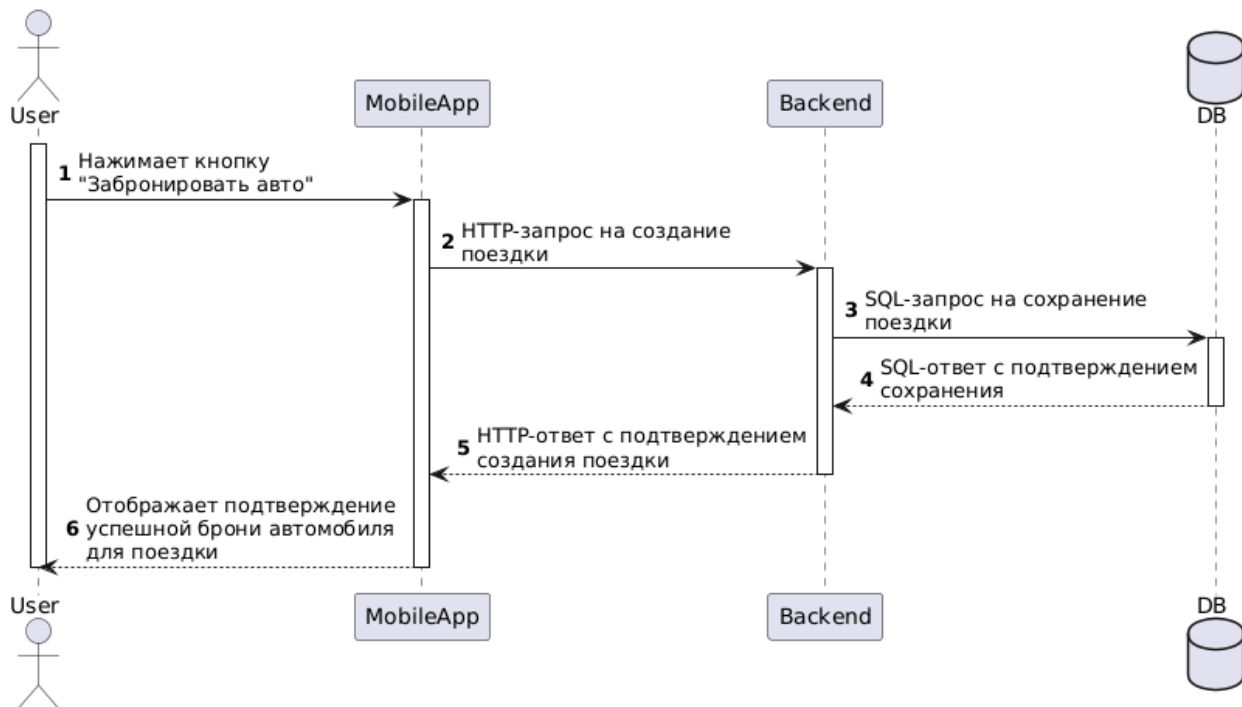 User
MobileApp
Backend
DB
1 Нажимает кнопку
"Забронировать авто"
2 HTTP-запрос на создание
поездки
3 SQL-запрос на сохранение
поездки
4 SQL-ответ с подтверждением
сохранения
5 HTTP-ответ с подтверждением
создания поездки
Отображает подтверждение
6 успешной брони автомобиля
для поездки
User
MobileApp
Backend
DB